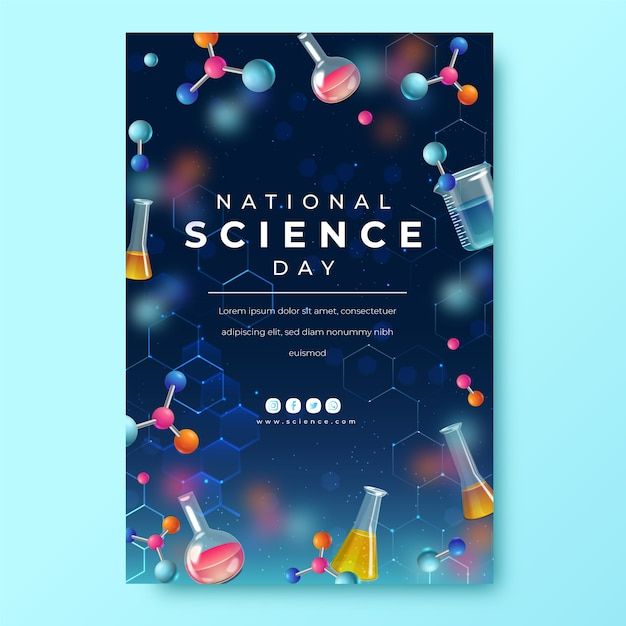 NATIONAL
SCIENCE
DAY
Lorem ipsum dolor sit amet,
consectetuer adipiscing elit, sed
diam nonummy nibh
euismod
www.science.com